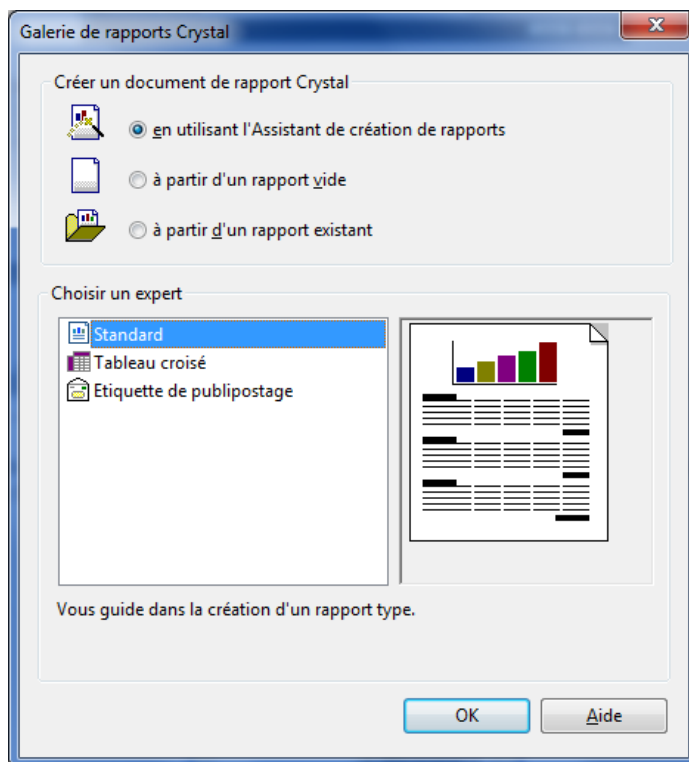 Galerie de rapports Crystal
Créer un document de rapport Crystal
en utilisant l'Assistant de création de rapports
à partir d'un rapport vide
à partir d'un rapport existant
Choisir un expert
Standard
Tableau croisé
Etiquette de publipostage
Vous guide dans la création d'un rapport type.
OK
Aide